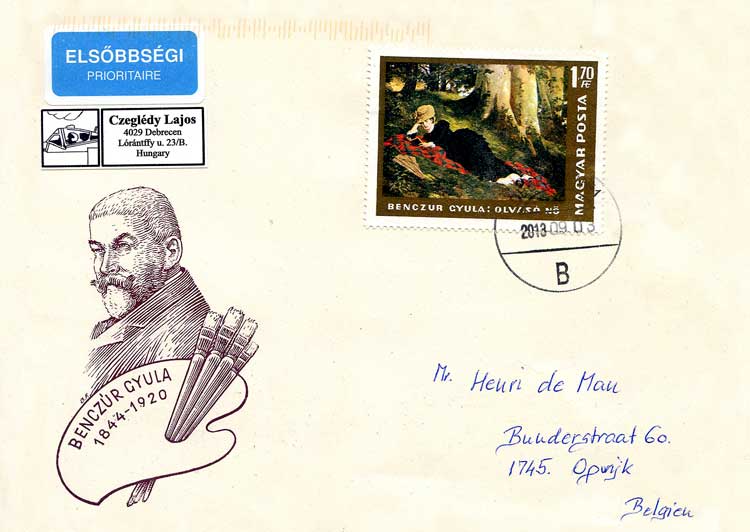 ELSŐBBSÉGI
PRIORITAIRE
Czeglédy Lajos
4029 Debrecen
Lórántffy u. 23/B.
Hungary
1.70
Ft
MAGYAR POSTA
BENCZUR GYULA: OLVASÓ NŐ
2013 09. 03
B
BENCZÚR GYULA
1844-1920
Mr. Henri de Mau
Bunderstraat 60.
1745. Opwijk
Belgien